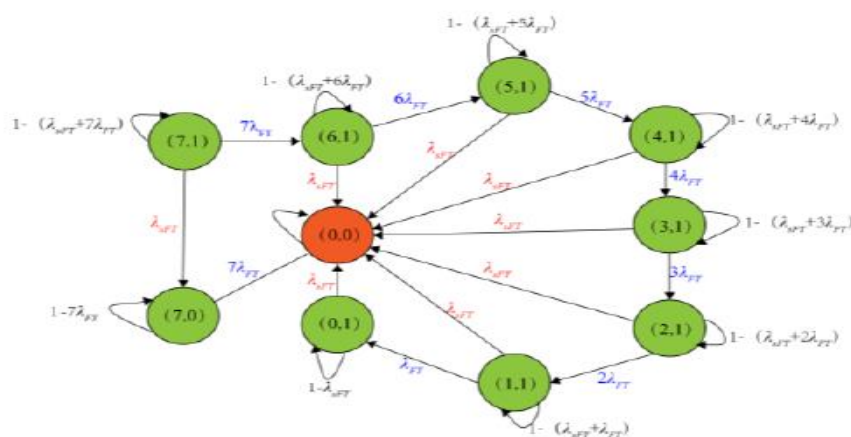 1- (λsFT+5λFT)
(5,1)
1- (λsFT+6λFT)
6λFT
5λFT
(7,1)
1- (λsFT+7λFT)
7λFT
(6,1)
(4,1)
1- (λsFT+4λFT)
λsFT
λsFT
λsFT
4λFT
λsFT
(0,0)
λsFT
(3,1)
1- (λsFT+3λFT)
7λFT
λsFT
λsFT
3λFT
(7,0)
1-7λFT
(0,1)
λsFT
(2,1)
1- (λsFT+2λFT)
λFT
2λFT
1-λsFT
(1,1)
1- (λsFT+λFT)